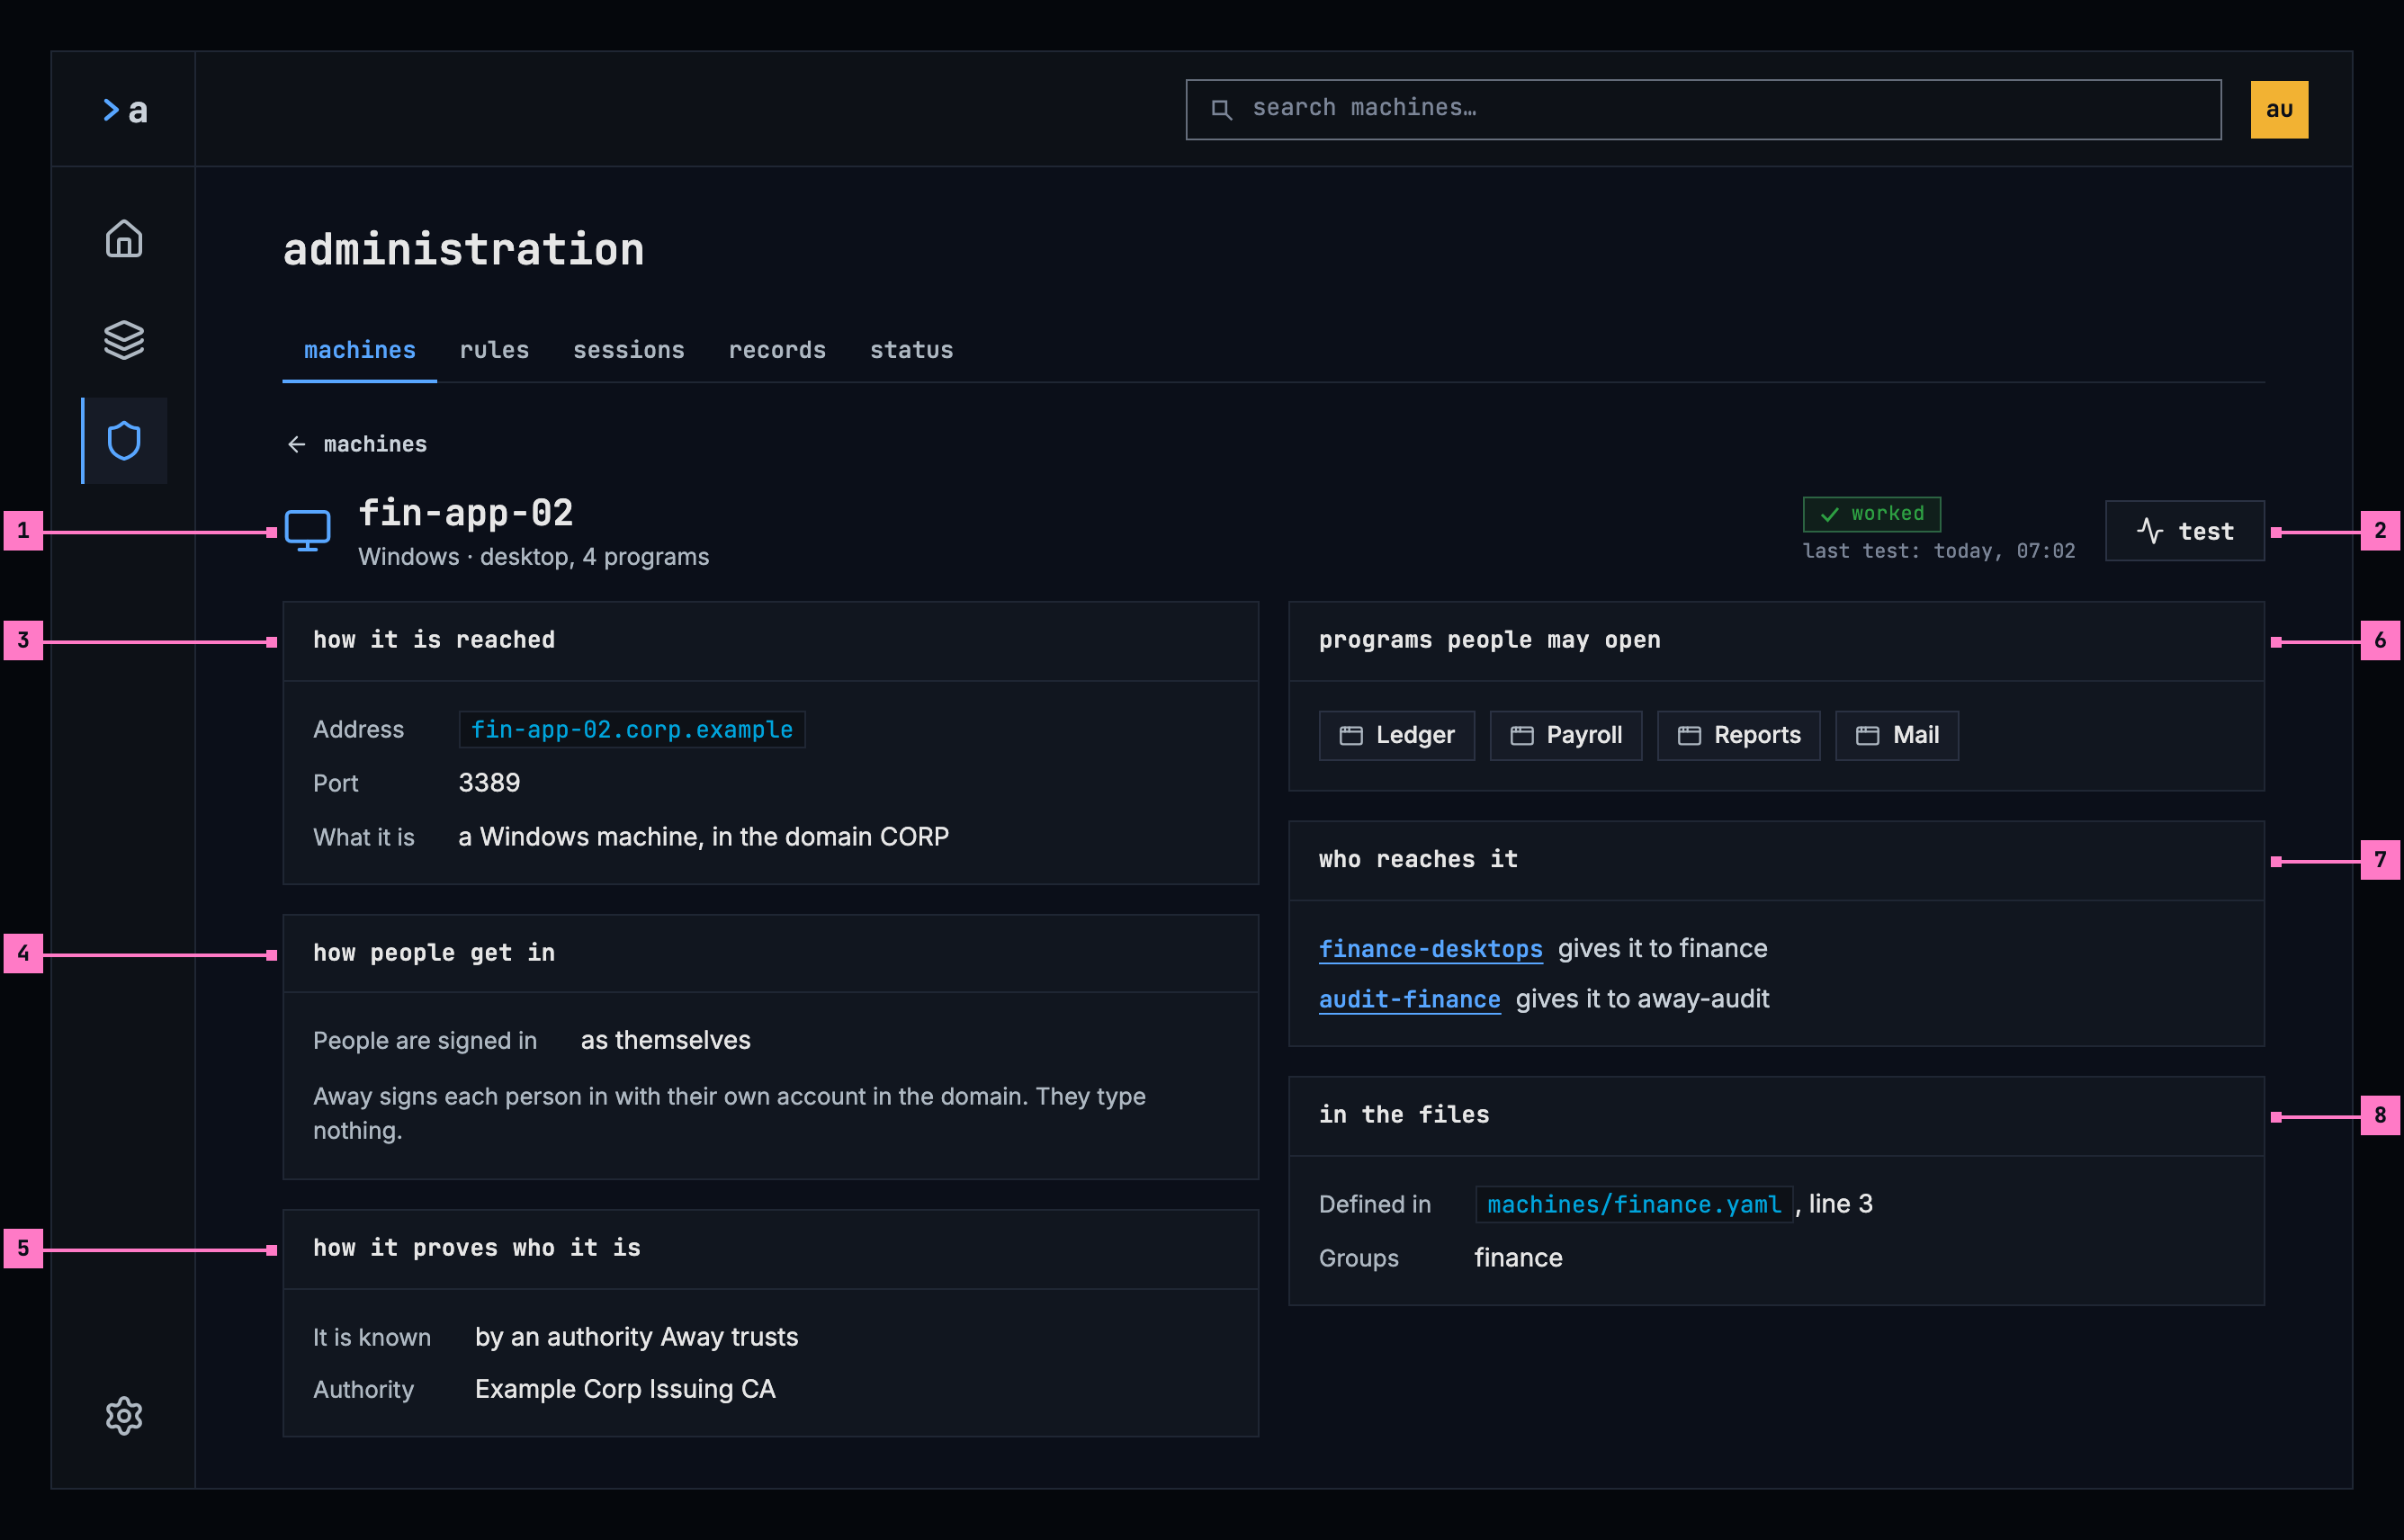 > a
search machines…
au
administration
machines
rules
sessions
records
status
← machines
1
fin-app-02
Windows · desktop, 4 programs
worked
last test: today, 07:02
test
2
3
how it is reached
Address
fin-app-02.corp.example
Port
3389
What it is
a Windows machine, in the domain CORP
4
how people get in
People are signed in
as themselves
Away signs each person in with their own account in the domain. They type
nothing.
5
how it proves who it is
It is known
by an authority Away trusts
Authority
Example Corp Issuing CA
programs people may open
6
Ledger
Payroll
Reports
Mail
who reaches it
7
finance-desktops gives it to finance
audit-finance gives it to away-audit
in the files
8
Defined in
machines/finance.yaml, line 3
Groups
finance